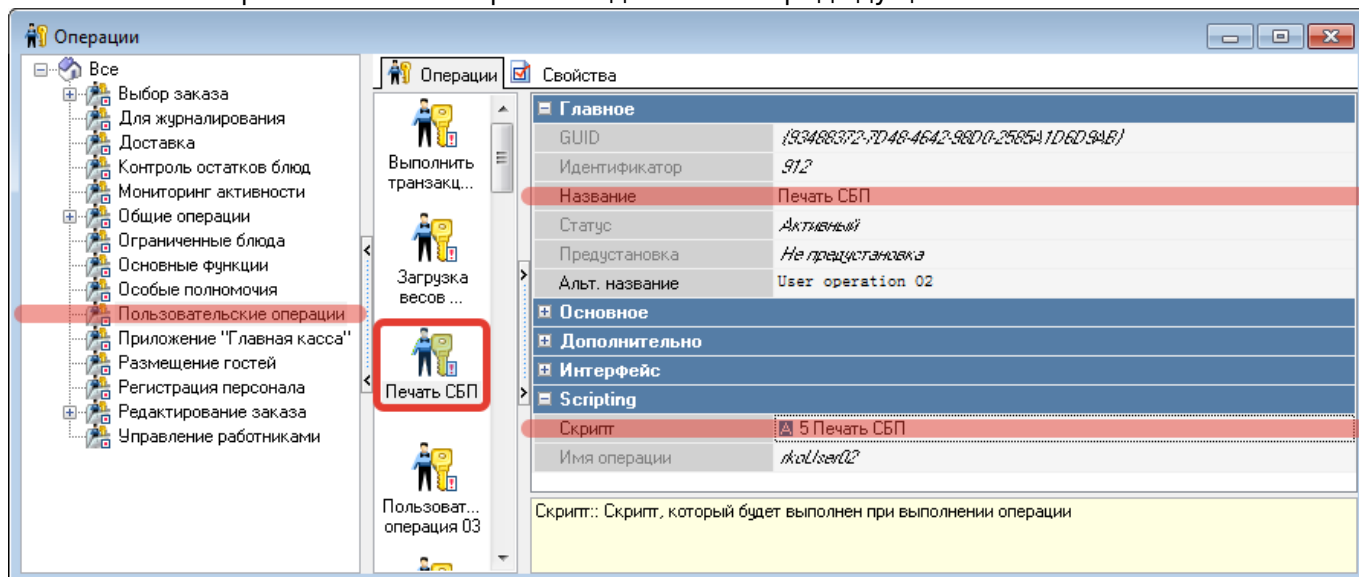 Операции
Все
Выбор заказа
Для журналирования
Доставка
Контроль остатков блюд
Мониторинг активности
Общие операции
Ограниченные блюда
Основные функции
Особые полномочия
Пользовательские операции
Приложение "Главная касса"
Размещение гостей
Регистрация персонала
Редактирование заказа
Управление работниками
Операции
Свойства
Выполнить
транзакц...
Загрузка
весов ...
Печать СБП
Пользоват...
операция 03
Главное
GUID {93488372-7D48-4642-98D0-2585A1D6D9AB}
Идентификатор 912
Название Печать СБП
Статус Активный
Предустановка Не предустановка
Альт. название User operation 02
Основное
Дополнительно
Интерфейс
Scripting
Скрипт 5 Печать СБП
Имя операции rkoUser02
Скрипт:: Скрипт, который будет выполнен при выполнении операции